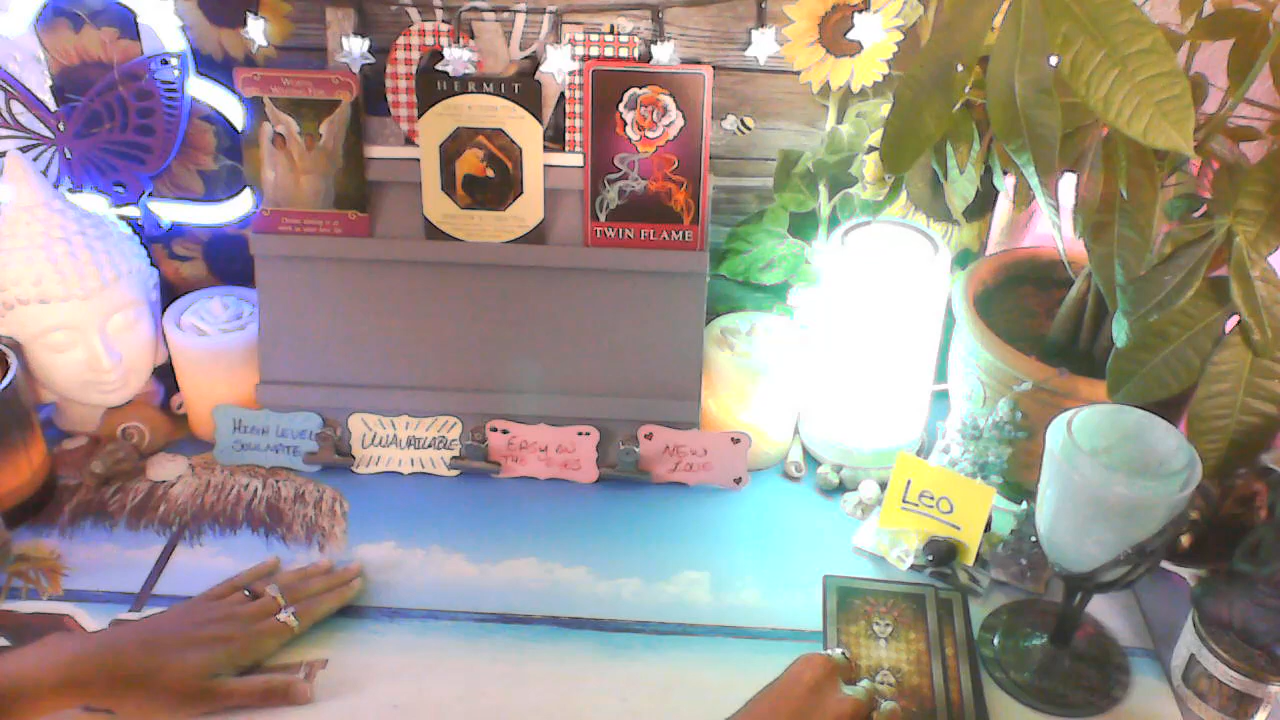 HERMIT
TWIN FLAME
HIGH LEVEL
SOULMATE
UNAVAILABLE
EASY ON
THE EYES
NEW
LOVE
Leo